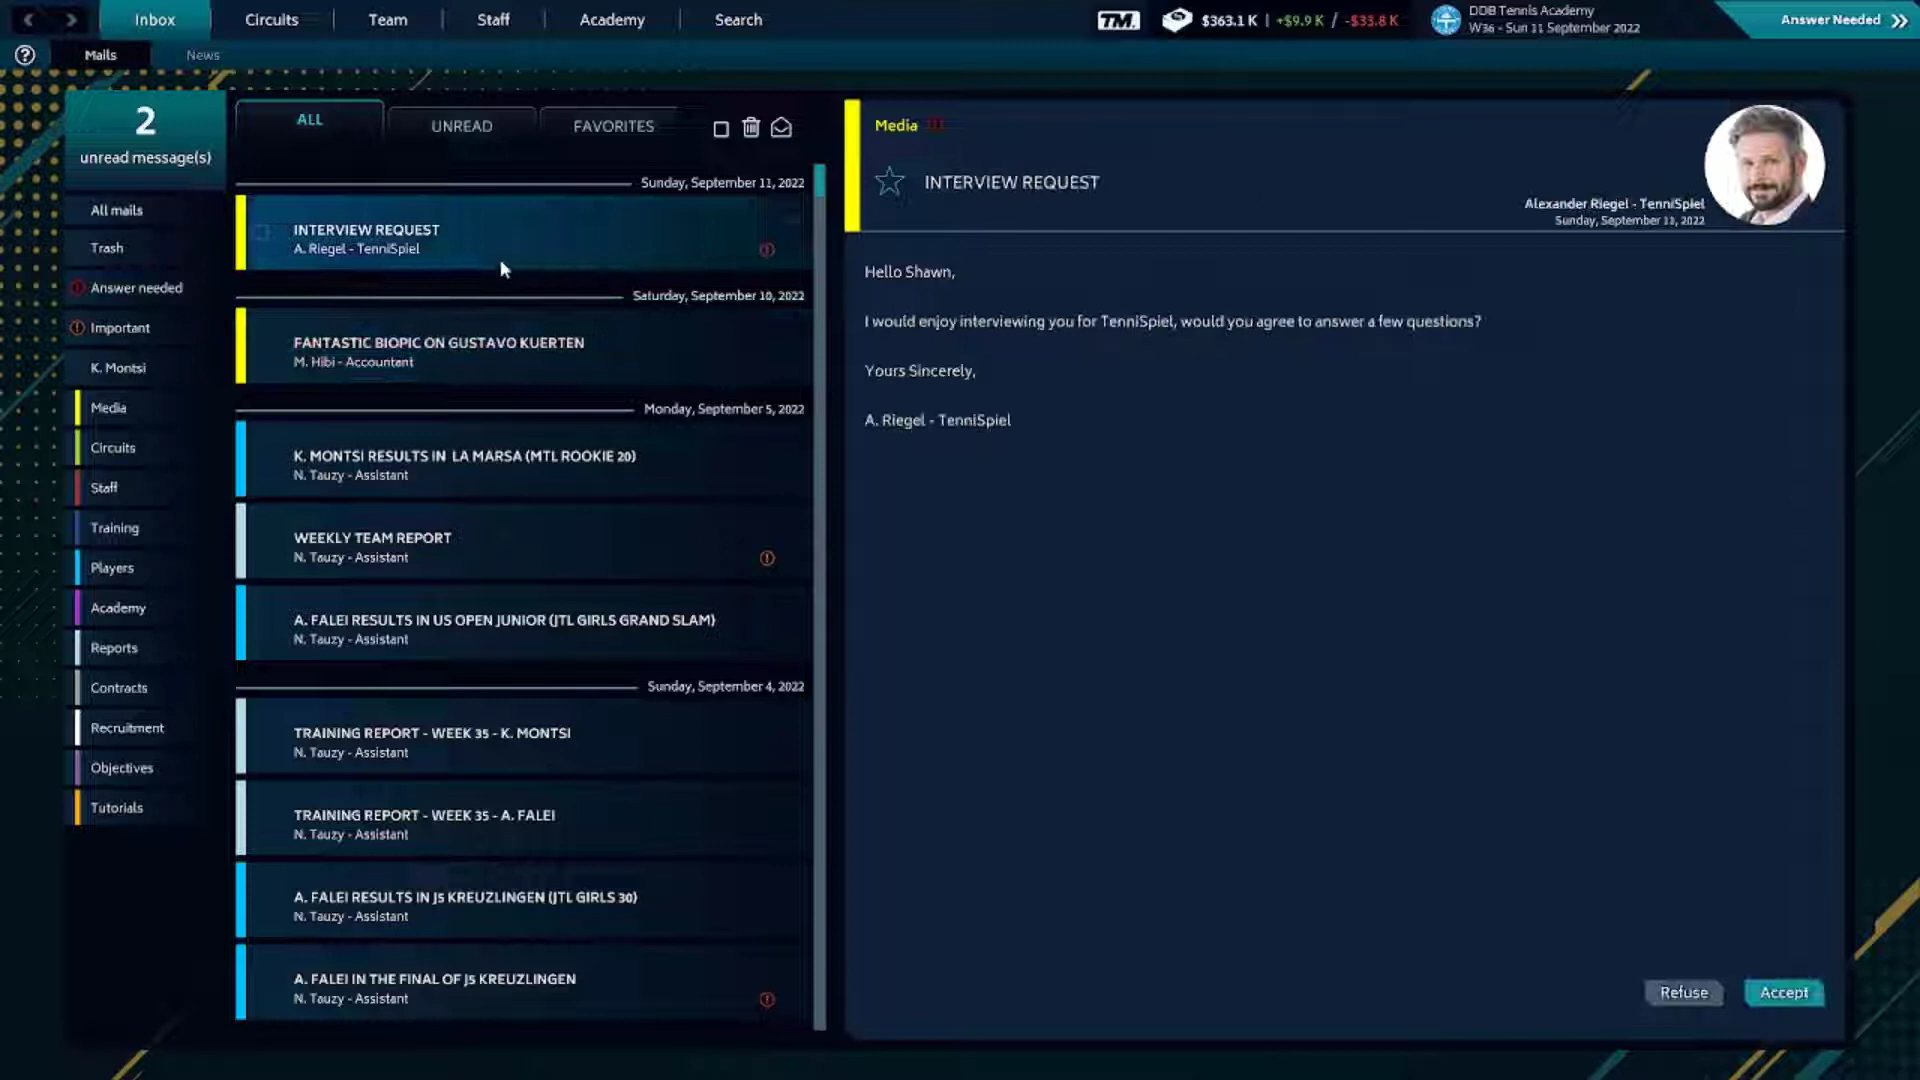 Inbox
Circuits
Team
Staff
Academy
Search
TM.
$363.1 K | +$9.9 K / -$33.8 K
DDB Tennis Academy
W36 - Sun 11 September 2022
Answer Needed
Mails
News
2
unread message(s)
All mails
Trash
Answer needed
Important
K. Montsi
Media
Circuits
Staff
Training
Players
Academy
Reports
Contracts
Recruitment
Objectives
Tutorials
ALL
UNREAD
FAVORITES
Sunday, September 11, 2022
INTERVIEW REQUEST
A. Riegel - TenniSpiel
Saturday, September 10, 2022
FANTASTIC BIOPIC ON GUSTAVO KUERTEN
M. Hibi - Accountant
Monday, September 5, 2022
K. MONTSI RESULTS IN LA MARSA (MTL ROOKIE 20)
N. Tauzy - Assistant
WEEKLY TEAM REPORT
N. Tauzy - Assistant
A. FALEI RESULTS IN US OPEN JUNIOR (JTL GIRLS GRAND SLAM)
N. Tauzy - Assistant
Sunday, September 4, 2022
TRAINING REPORT - WEEK 35 - K. MONTSI
N. Tauzy - Assistant
TRAINING REPORT - WEEK 35 - A. FALEI
N. Tauzy - Assistant
A. FALEI RESULTS IN J5 KREUZLINGEN (JTL GIRLS 30)
N. Tauzy - Assistant
A. FALEI IN THE FINAL OF J5 KREUZLINGEN
N. Tauzy - Assistant
Media
INTERVIEW REQUEST
Alexander Riegel - TenniSpiel
Sunday, September 11, 2022
Hello Shawn,
I would enjoy interviewing you for TenniSpiel, would you agree to answer a few questions?
Yours Sincerely,
A. Riegel - TenniSpiel
Refuse
Accept